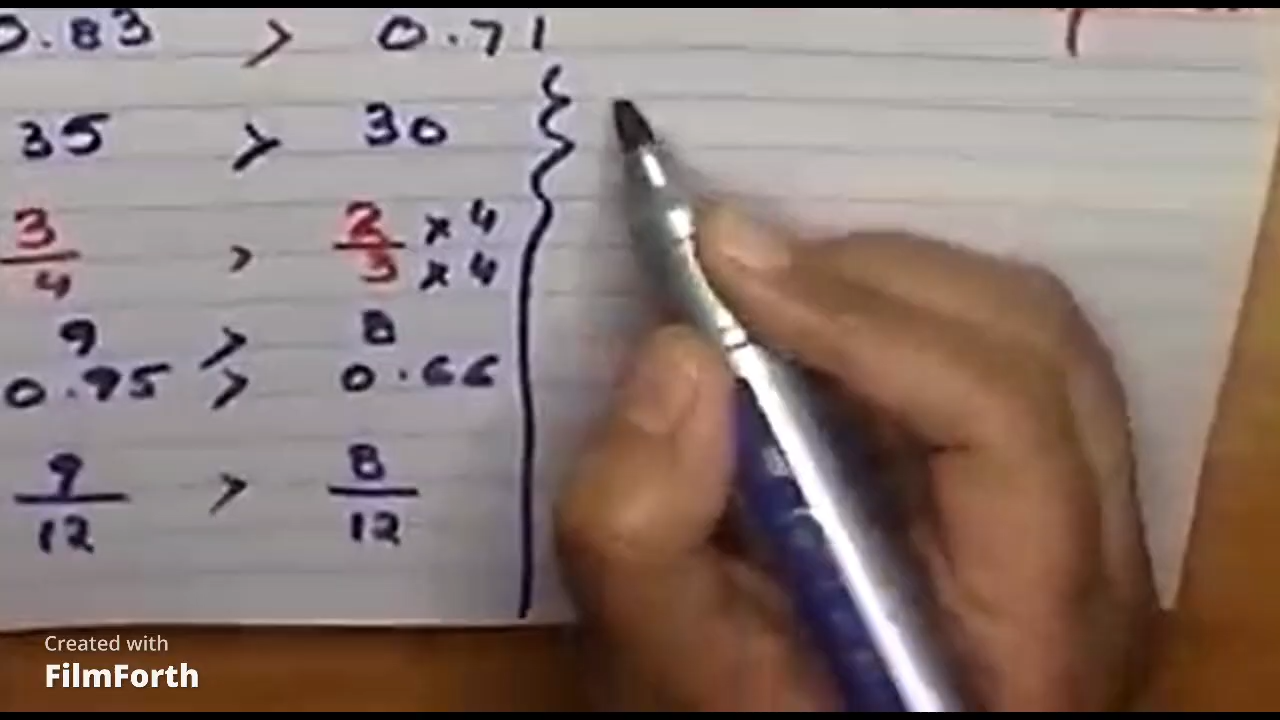 0.83 > 0.71
35 > 30
3/4 > 2/3 × 4 × 4
9 > 8
0.75 > 0.66
9/12 > 8/12
Created with
FilmForth